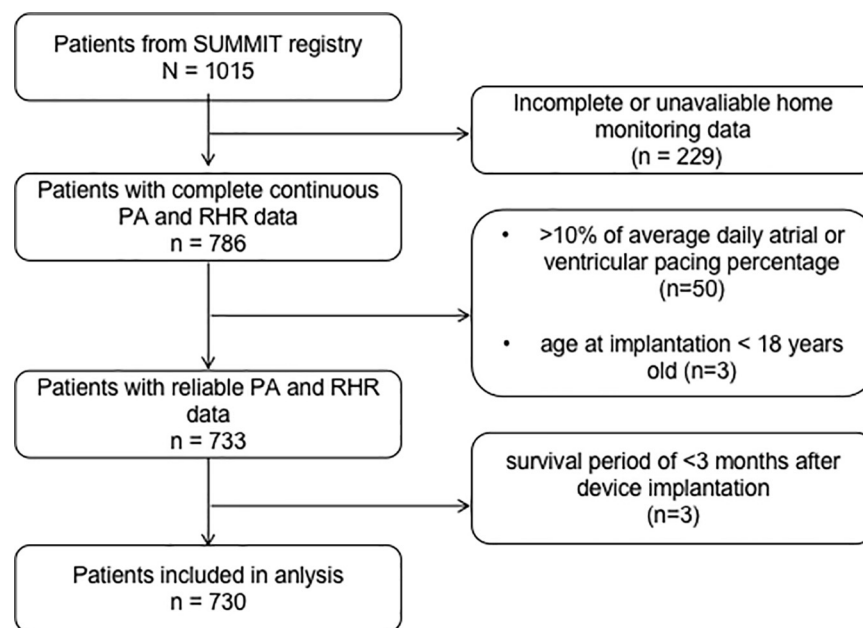 Patients from SUMMIT registry
N = 1015
Incomplete or unavaliable home
monitoring data
(n = 229)
Patients with complete continuous
PA and RHR data
n = 786
• >10% of average daily atrial or
ventricular pacing percentage
(n=50)
• age at implantation < 18 years
old (n=3)
Patients with reliable PA and RHR
data
n = 733
survival period of <3 months after
device implantation
(n=3)
Patients included in anlysis
n = 730